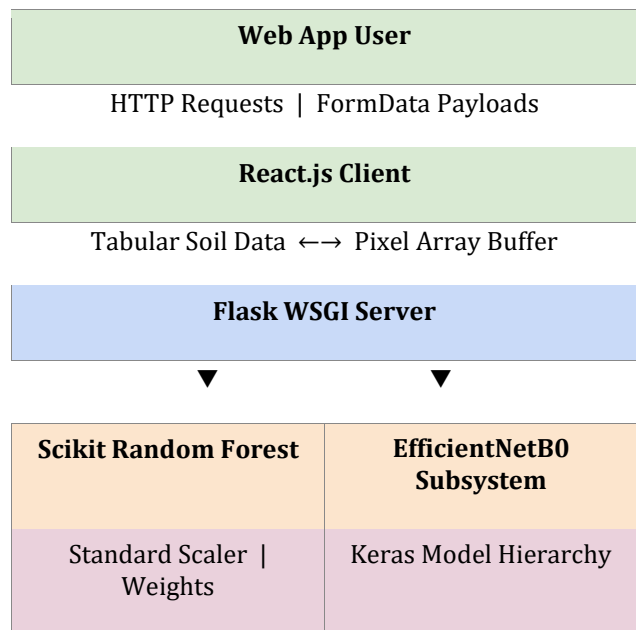 Web App User
HTTP Requests | FormData Payloads
React.js Client
Tabular Soil Data ←→ Pixel Array Buffer
Flask WSGI Server
▼ ▼
Scikit Random Forest
EfficientNetB0
Subsystem
Standard Scaler |
Weights
Keras Model Hierarchy